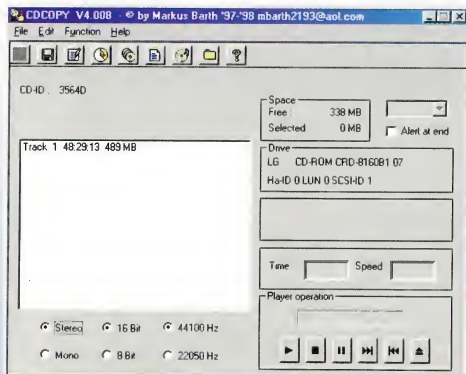 CDCOPY V4.008 - © by Markus Barth '97-'98 mbarth2193@aol.com
File Edit Function Help
CD-ID : 3564D
Space
Free : 338 MB
Selected 0 MB
Alert at end
Track 1 48:29:13 489 MB
Drive
LG CD-ROM CRD-8160B1 07
Ha-ID 0 LUN 0 SCSI-ID 1
Time Speed
Player operation
Stereo 16 Bit 44100 Hz
Mono 8 Bit 22050 Hz